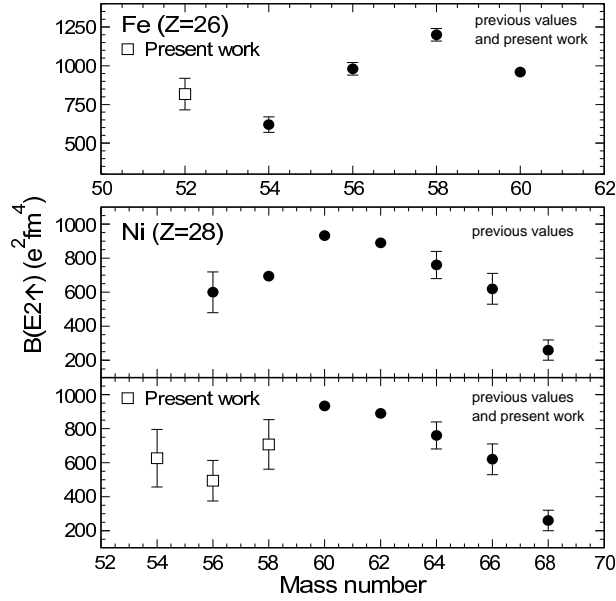 Fe (Z=26)
previous values
and present work
□ Present work
1250
1000
750
500
50 52 54 56 58 60 62
B(E2↑) (e²fm⁴)
Ni (Z=28)
previous values
1000
800
600
400
200
□ Present work
previous values
and present work
1000
800
600
400
200
52 54 56 58 60 62 64 66 68 70
Mass number